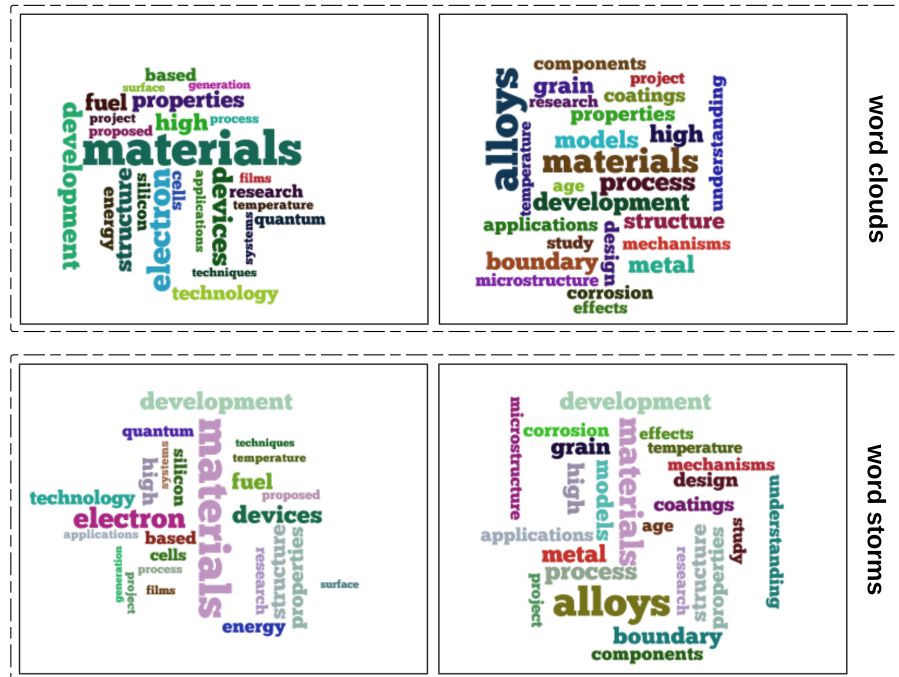 based
surface generation
fuel properties
project high process
proposed
development
materials
energy
structure
silicon
electron
cells
applications
devices
films
research
temperature
systems quantum
techniques
technology
components
alloys
grain project
research coatings
properties
temperature
understanding
models high
materials
age process
development
applications structure
study design mechanisms
boundary metal
microstructure
corrosion
effects
word clouds
development
quantum
materials
techniques
systems
silicon
high
temperature
fuel
technology proposed
electron devices
applications based
cells
structure
properties
process
research
generation
project
films
surface
energy
development
microstructure
corrosion
materials
effects
grain temperature
high
models
mechanisms
design
understanding
coatings
age
study
applications
structure
properties
metal
process
research
project
alloys
boundary
components
word storms